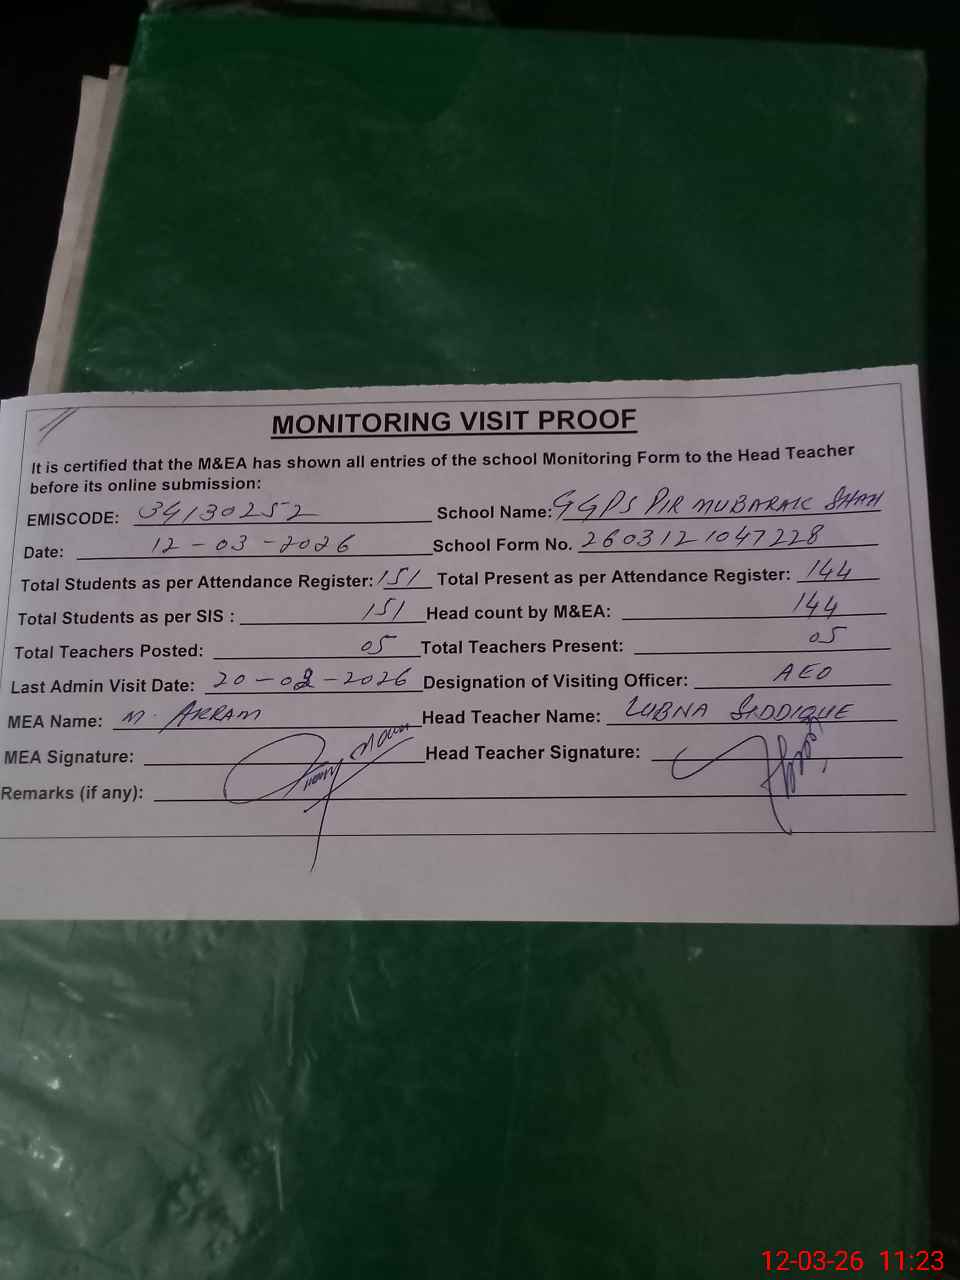 MONITORING VISIT PROOF
It is certified that the M&EA has shown all entries of the school Monitoring Form to the Head Teacher
before its online submission:
EMISCODE: 34130252 School Name: GGPS PIR MUBARAK SHAH
Date: 12-03-2026 School Form No. 2603121047228
Total Students as per Attendance Register: 151 Total Present as per Attendance Register: 144
Total Students as per SIS : 151 Head count by M&EA: 144
Total Teachers Posted: 05 Total Teachers Present: 05
Last Admin Visit Date: 20-02-2026 Designation of Visiting Officer: AEO
MEA Name: M. AKRAM Head Teacher Name: LUBNA SIDDIQUE
MEA Signature: Head Teacher Signature:
Remarks (if any):
12-03-26 11:23